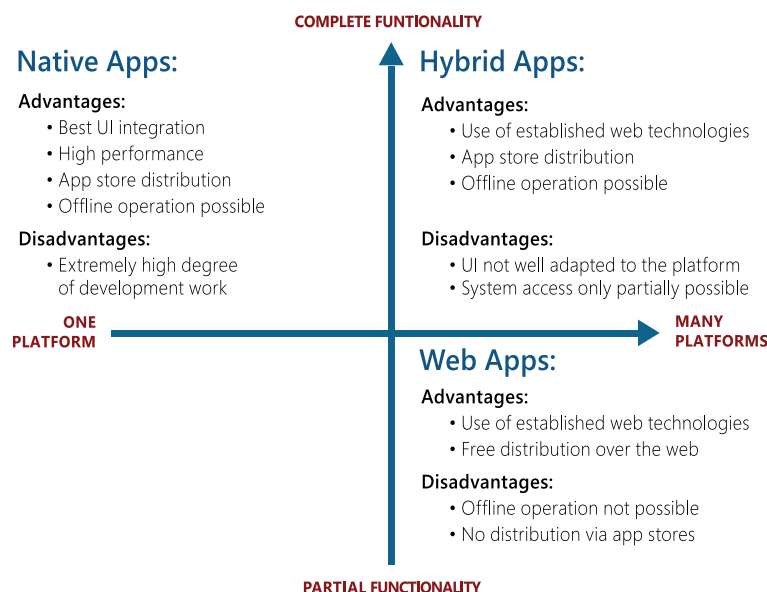 COMPLETE FUNTIONALITY
Native Apps:
Advantages:
• Best UI integration
• High performance
• App store distribution
• Offline operation possible
Disadvantages:
• Extremely high degree
of development work
Hybrid Apps:
Advantages:
• Use of established web technologies
• App store distribution
• Offline operation possible
Disadvantages:
• UI not well adapted to the platform
• System access only partially possible
ONE
PLATFORM
MANY
PLATFORMS
Web Apps:
Advantages:
• Use of established web technologies
• Free distribution over the web
Disadvantages:
• Offline operation not possible
• No distribution via app stores
PARTIAL FUNCTIONALITY